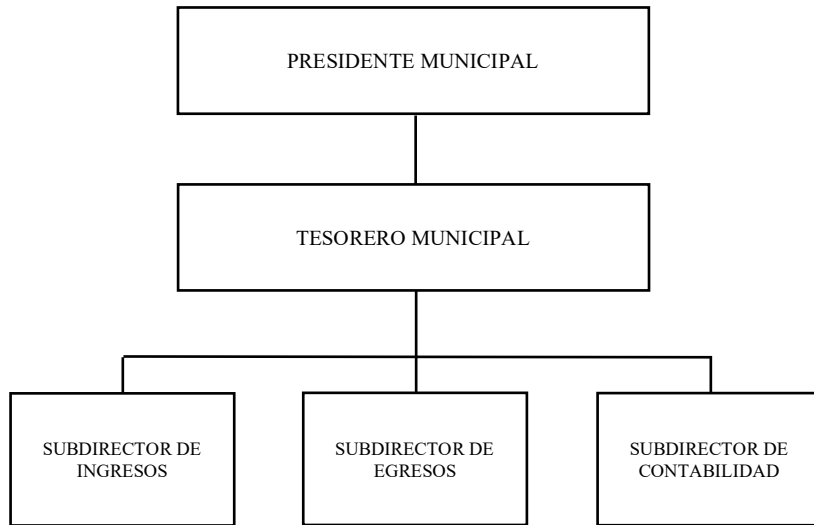 PRESIDENTE MUNICIPAL
TESORERO MUNICIPAL
SUBDIRECTOR DE
INGRESOS
SUBDIRECTOR DE
EGRESOS
SUBDIRECTOR DE
CONTABILIDAD